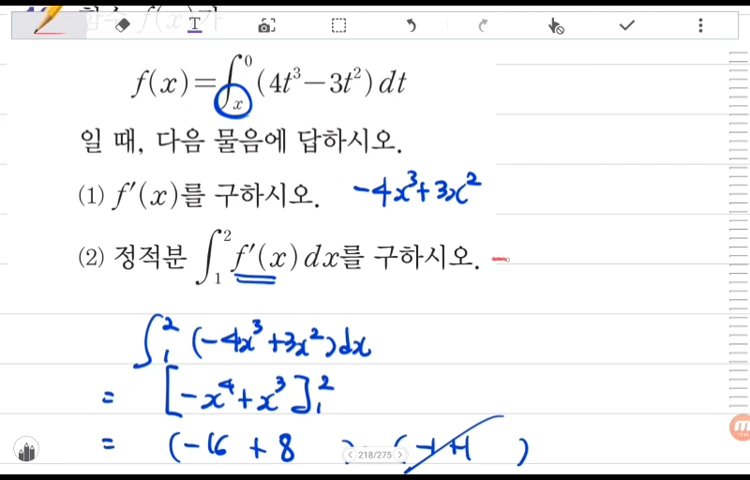 함수 f(x)가
T
f(x)=∫_x^0 (4t³−3t²)dt
일 때, 다음 물음에 답하시오.
(1) f′(x)를 구하시오. −4x³+3x²
(2) 정적분 ∫_1^2 f′(x)dx를 구하시오.
∫_1^2 (−4x³+3x²)dx
= [−x⁴+x³]_1^2
= (−16 + 8 ) − (−1+1 )
218/275